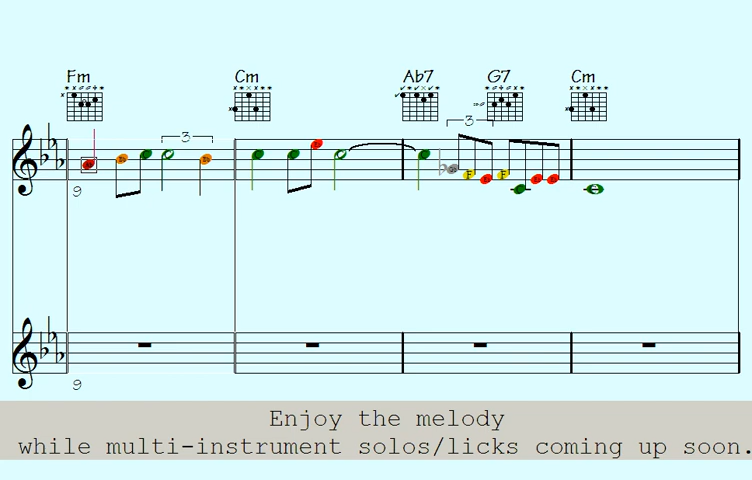 Fm Cm Ab7 G7 Cm
3 3
F F
9
9
Enjoy the melody
while multi-instrument solos/licks coming up soon.